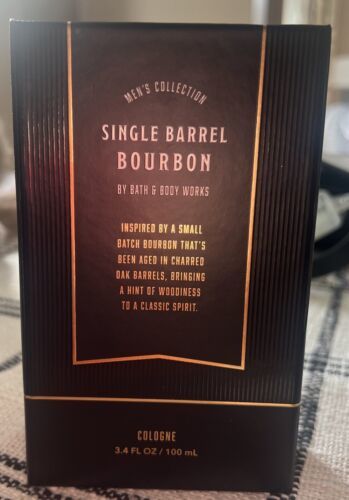 MEN'S COLLECTION
SINGLE BARREL
BOURBON
BY BATH & BODY WORKS
INSPIRED BY A SMALL
BATCH BOURBON THAT'S
BEEN AGED IN CHARRED
OAK BARRELS, BRINGING
A HINT OF WOODINESS
TO A CLASSIC SPIRIT.
COLOGNE
3.4 FL OZ / 100 mL